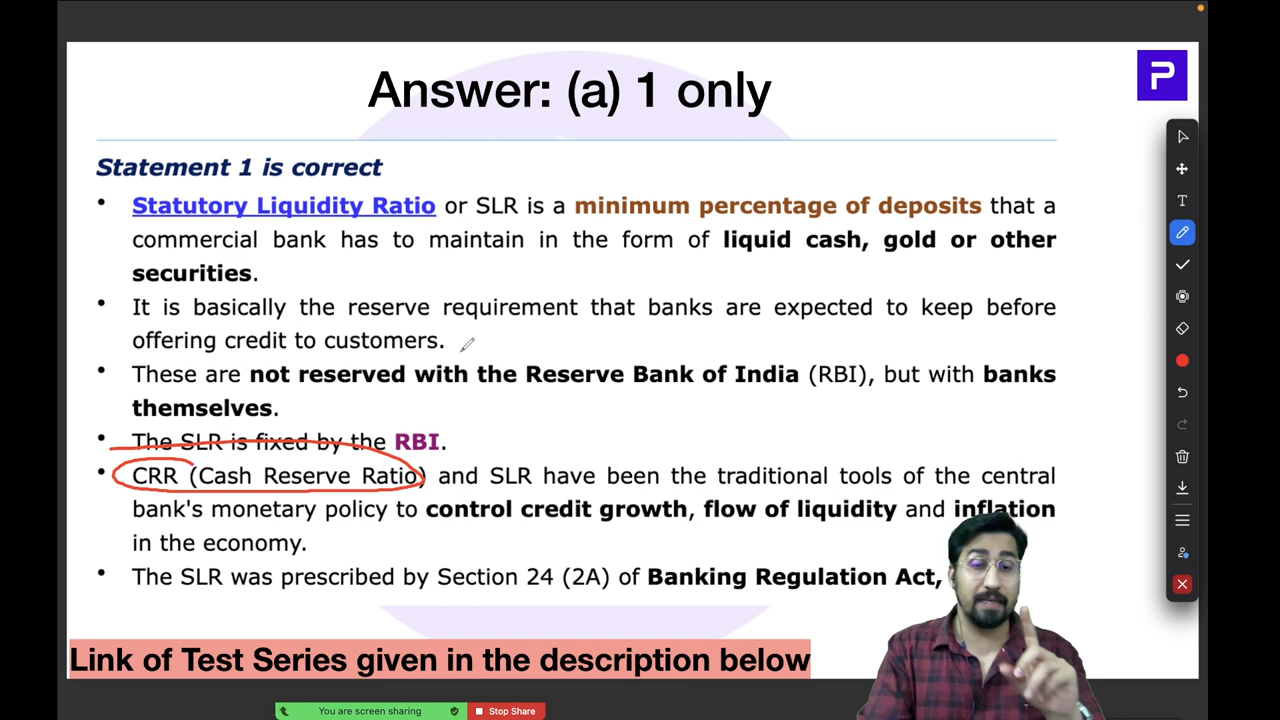 Answer: (a) 1 only
P
Statement 1 is correct
• Statutory Liquidity Ratio or SLR is a minimum percentage of deposits that a
commercial bank has to maintain in the form of liquid cash, gold or other
securities.
• It is basically the reserve requirement that banks are expected to keep before
offering credit to customers.
• These are not reserved with the Reserve Bank of India (RBI), but with banks
themselves.
• The SLR is fixed by the RBI.
• CRR (Cash Reserve Ratio) and SLR have been the traditional tools of the central
bank's monetary policy to control credit growth, flow of liquidity and inflation
in the economy.
• The SLR was prescribed by Section 24 (2A) of Banking Regulation Act,
Link of Test Series given in the description below
You are screen sharing
Stop Share
T